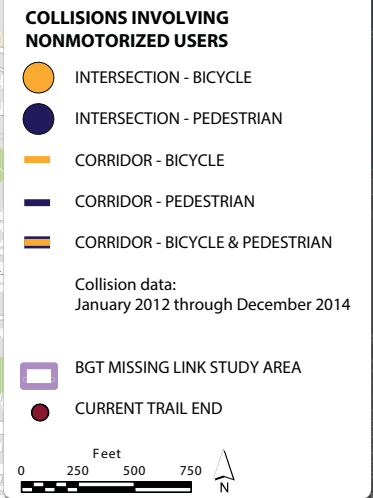 COLLISIONS INVOLVING
NONMOTORIZED USERS
INTERSECTION - BICYCLE
INTERSECTION - PEDESTRIAN
CORRIDOR - BICYCLE
CORRIDOR - PEDESTRIAN
CORRIDOR - BICYCLE & PEDESTRIAN
Collision data:
January 2012 through December 2014
BGT MISSING LINK STUDY AREA
CURRENT TRAIL END
Feet
0 250 500 750
N